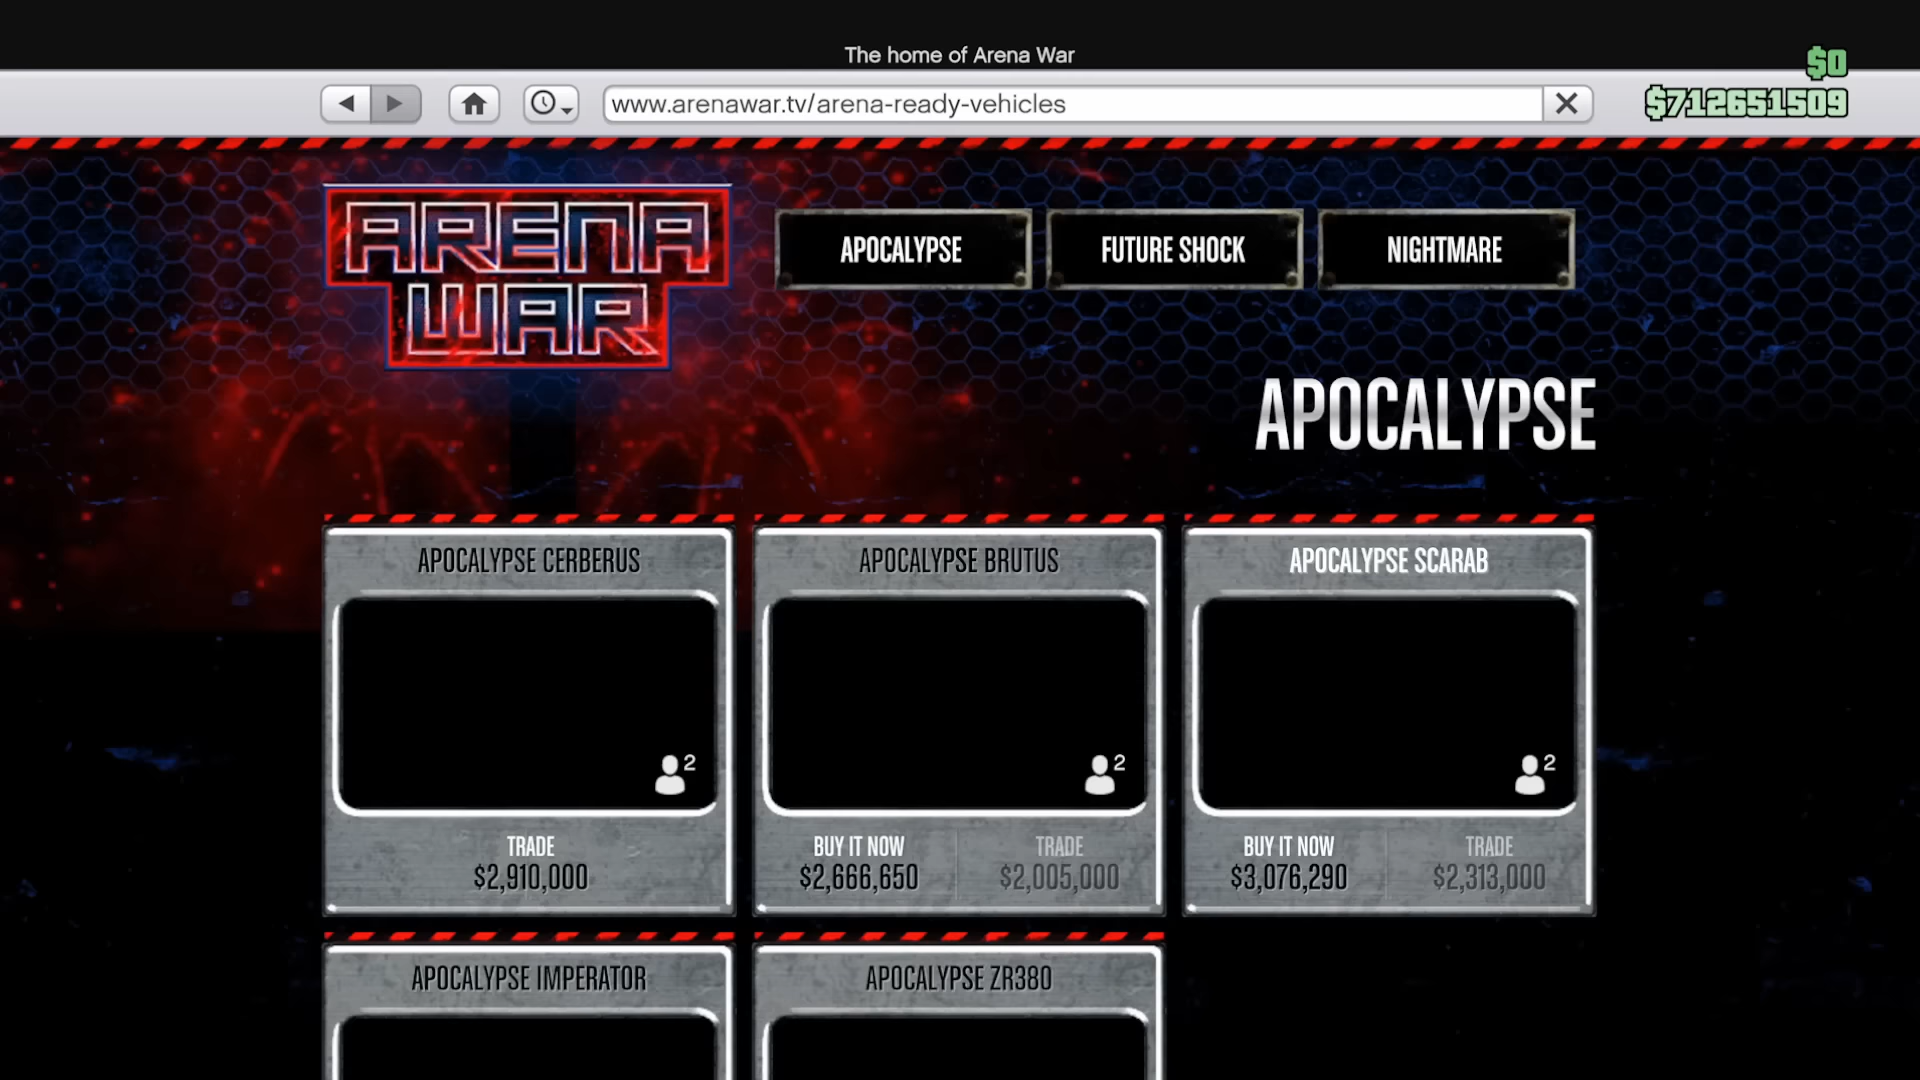 The home of Arena War
$0
www.arenawar.tv/arena-ready-vehicles
$712651509
ARENA
WAR
APOCALYPSE
FUTURE SHOCK
NIGHTMARE
APOCALYPSE
APOCALYPSE CERBERUS
2
TRADE
$2,910,000
APOCALYPSE BRUTUS
2
BUY IT NOW
$2,666,650
TRADE
$2,005,000
APOCALYPSE SCARAB
2
BUY IT NOW
$3,076,290
TRADE
$2,313,000
APOCALYPSE IMPERATOR
APOCALYPSE ZR380